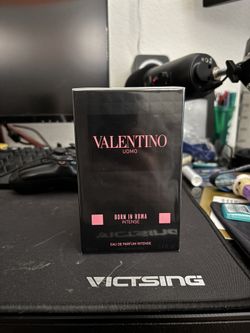 VALENTINO
UOMO
BORN IN ROMA
INTENSE
EAU DE PARFUM INTENSE
VICTSING